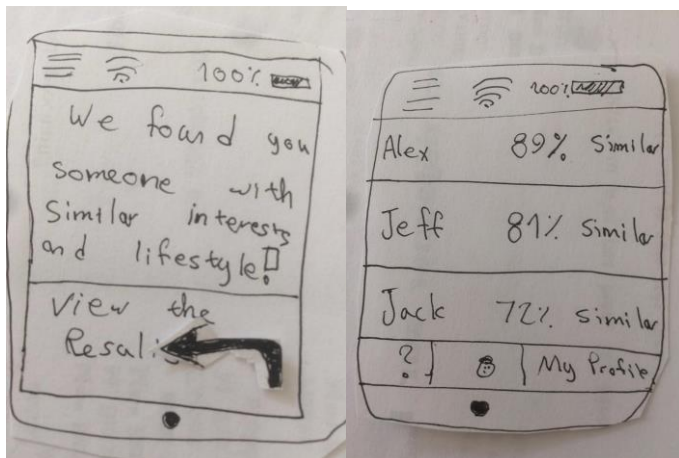 100%
We found you
someone with
Similar interests
and lifestyle!
View the
100%
Alex 89% Similar
Jeff 81% Similar
Jack 72% Similar
? My Profile